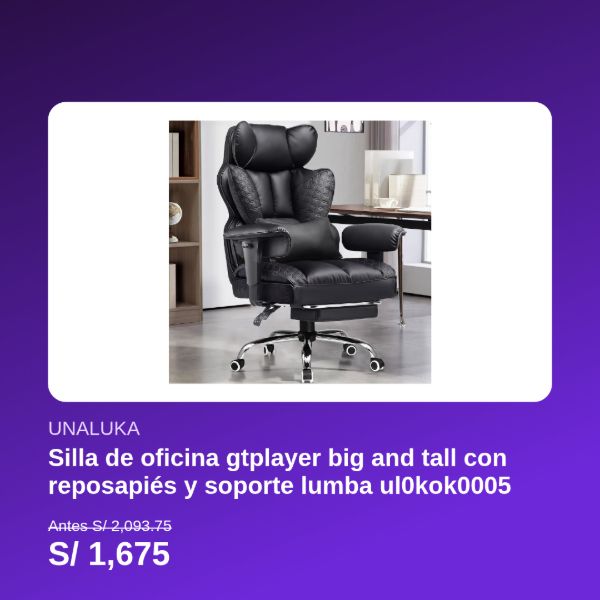 UNALUKA
Silla de oficina gtplayer big and tall con
reposapiés y soporte lumba ul0kok0005
Antes S/ 2,093.75
S/ 1,675